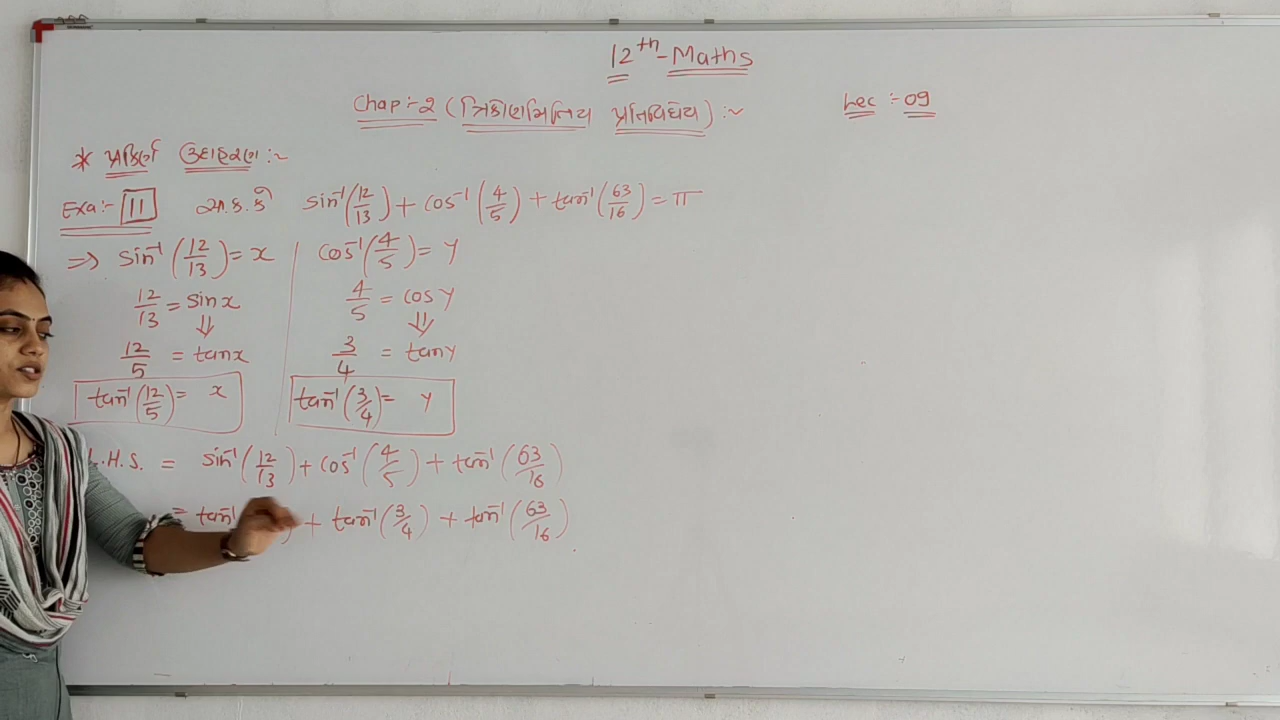 12th - Maths
Chap:- 2 (ત્રિકોણમિતિય પ્રતિવિધેય) :- Lec :- 09
* પ્રકિર્ણ ઉદાહરણ :-
Exa:- 11 સા.ક.કે sin⁻¹(12/13) + cos⁻¹(4/5) + tan⁻¹(63/16) = π
⇒ sin⁻¹(12/13) = x
12/13 = sin x
⇓
12/5 = tan x
tan⁻¹(12/5) = x
cos⁻¹(4/5) = y
4/5 = cos y
⇓
3/4 = tan y
tan⁻¹(3/4) = y
L.H.S. = sin⁻¹(12/13) + cos⁻¹(4/5) + tan⁻¹(63/16)
= tan⁻¹ ) + tan⁻¹(3/4) + tan⁻¹(63/16)